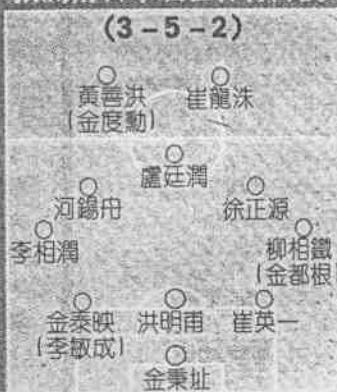 (3-5-2)
黃善洪 崔龍洙
(金度勳)
盧廷潤
河錫舟 徐正源
李相潤 柳相鐵
(金都根)
金泰映 洪明甫 崔英一
(李敏成)
金秉址